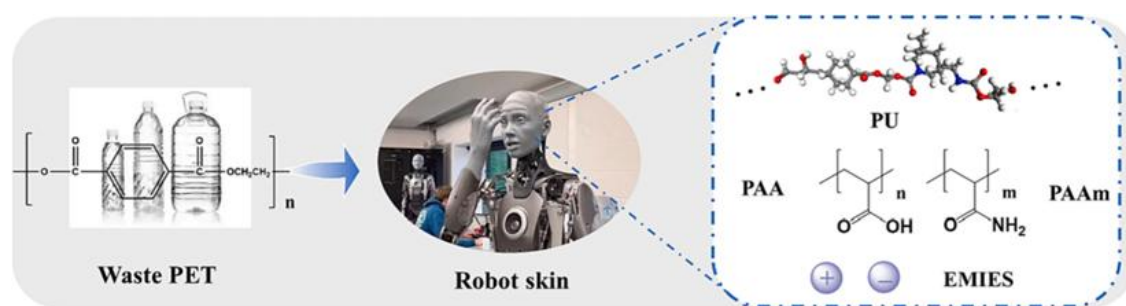 O
O
O
C
C
OCH₂CH₂
n
Waste PET
Robot skin
PU
PAA
n
O
OH
m
O
NH₂
PAAm
+
−
EMIES